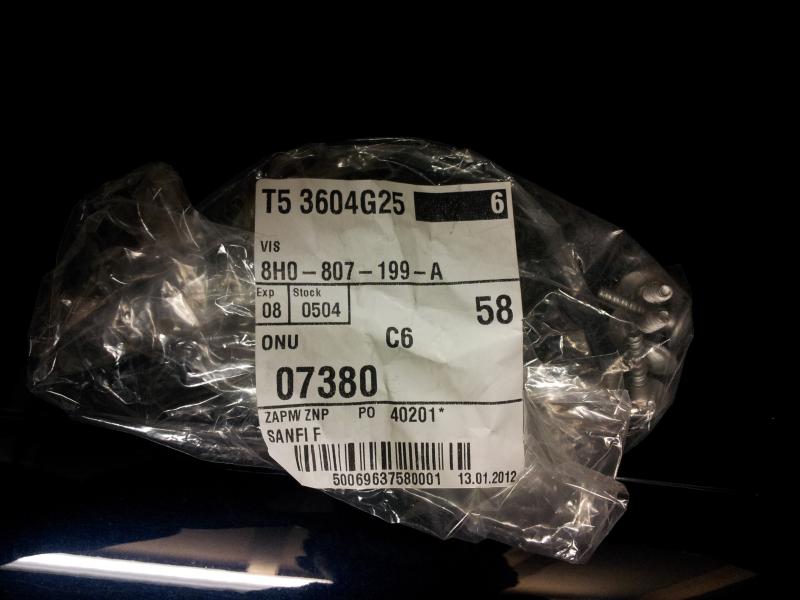 T5 3604G25 6
VIS
8H0-807-199-A
Exp Stock
08 0504 58
ONU C6
07380
ZAPM/ZNP PO 40201*
SANFI F
50069637580001 13.01.2012